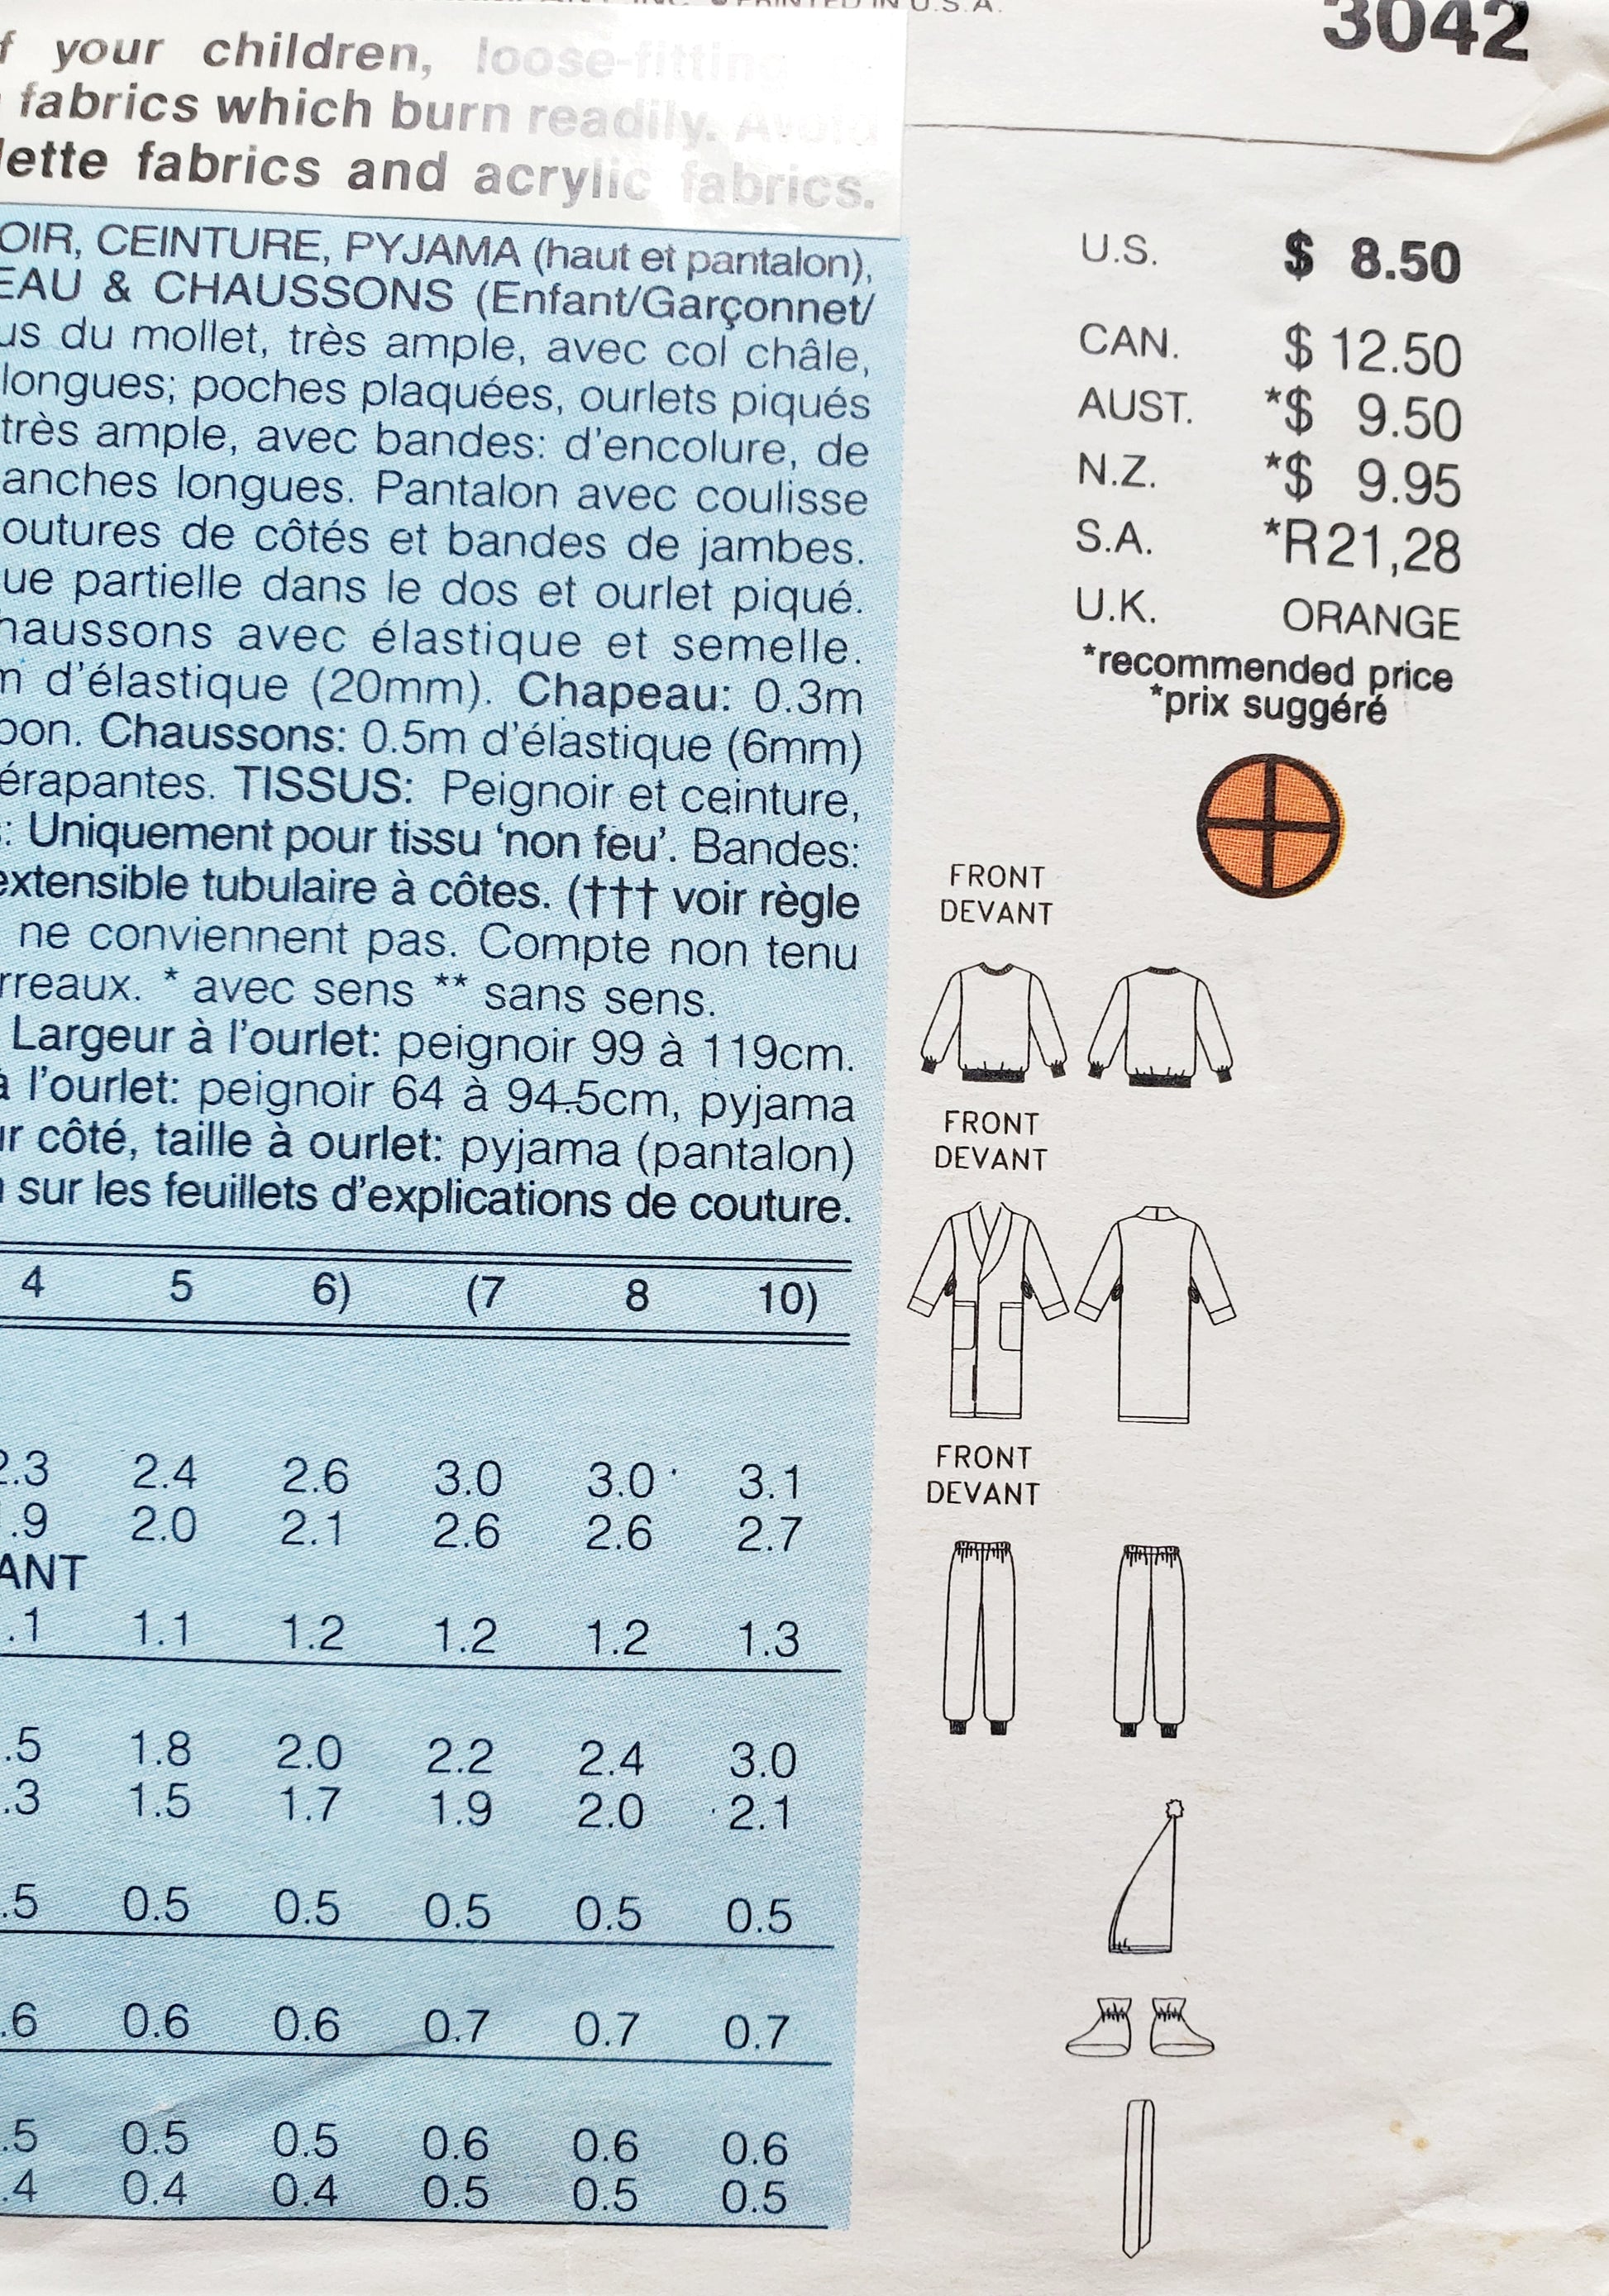 PRINTED IN U.S.A.
3042
your children, loose-fitting
fabrics which burn readily. Avoid
fabrics and acrylic fabrics.
CEINTURE, PYJAMA (haut et pantalon),
& CHAUSSONS (Enfant/Garçonnet/
du mollet, très ample, avec col châle,
longues; poches plaquées, ourlets piqués
très ample, avec bandes: d'encolure, de
longues. Pantalon avec coulisse
de côtés et bandes de jambes.
partielle dans le dos et ourlet piqué.
avec élastique et semelle.
d'élastique (20mm). Chapeau: 0.3m
Chaussons: 0.5m d'élastique (6mm)
TISSUS: Peignoir et ceinture,
Uniquement pour tissu 'non feu'. Bandes:
extensible tubulaire à côtes. (††† voir règle
ne conviennent pas. Compte non tenu
* avec sens ** sans sens.
Largeur à l'ourlet: peignoir 99 à 119cm.
à l'ourlet: peignoir 64 à 94.5cm, pyjama
côté, taille à ourlet: pyjama (pantalon)
sur les feuillets d'explications de couture.
4 5 6) (7 8 10)
2.3 2.4 2.6 3.0 3.0 3.1
.9 2.0 2.1 2.6 2.6 2.7
ANT
.1 1.1 1.2 1.2 1.2 1.3
.5 1.8 2.0 2.2 2.4 3.0
.3 1.5 1.7 1.9 2.0 2.1
.5 0.5 0.5 0.5 0.5 0.5
.6 0.6 0.6 0.7 0.7 0.7
.5 0.5 0.5 0.6 0.6 0.6
.4 0.4 0.4 0.5 0.5 0.5
U.S. $ 8.50
CAN. $ 12.50
AUST. *$ 9.50
N.Z. *$ 9.95
S.A. *R21,28
U.K. ORANGE
*recommended price
*prix suggéré
FRONT
DEVANT
FRONT
DEVANT
FRONT
DEVANT